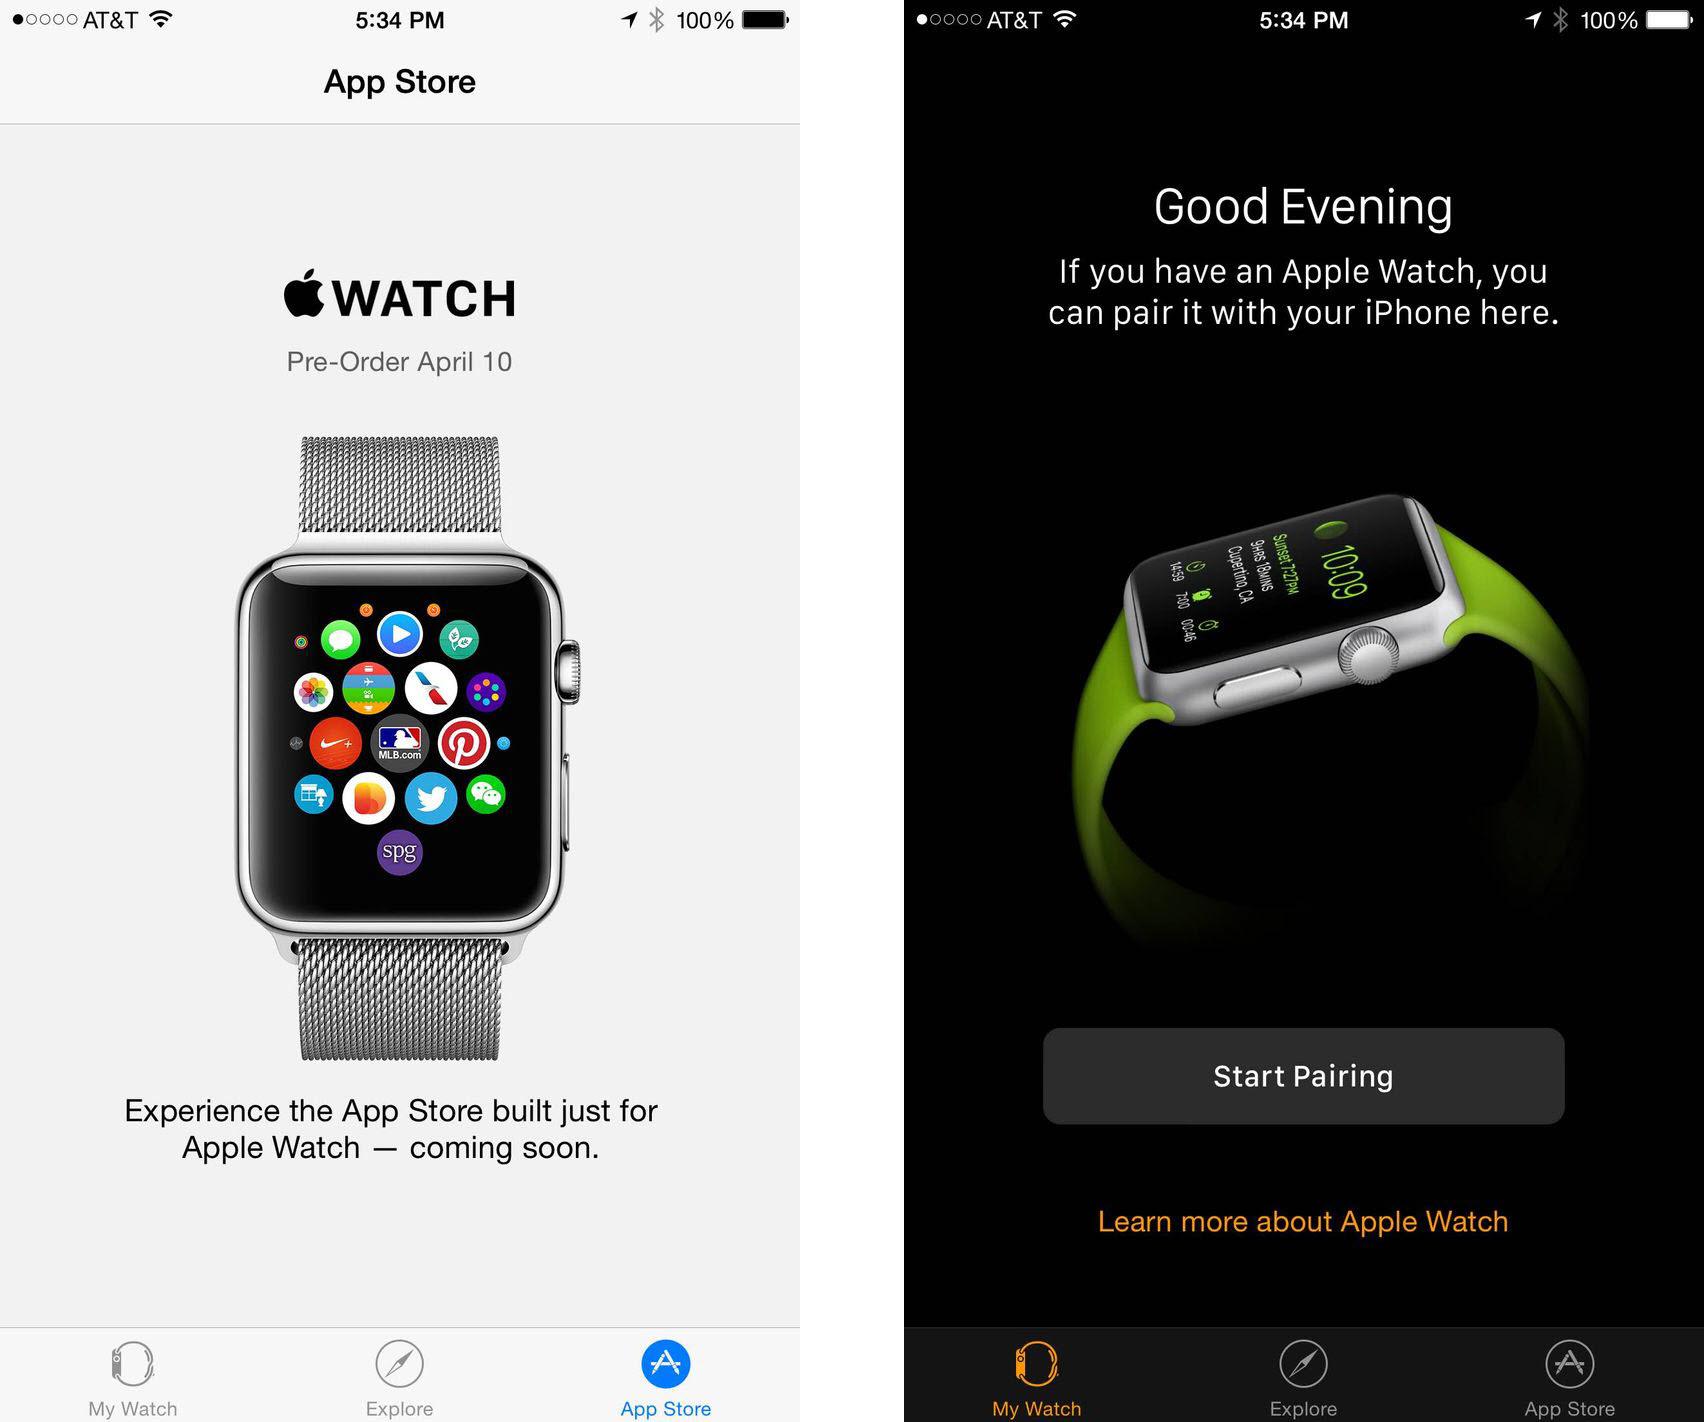 AT&T 5:34 PM 100%
App Store
WATCH
Pre-Order April 10
MLB.com
spg
Experience the App Store built just for
Apple Watch — coming soon.
My Watch Explore App Store
AT&T 5:34 PM 100%
Good Evening
If you have an Apple Watch, you
can pair it with your iPhone here.
10:09
Sunset 7:27PM
9HRS 18MINS
Cupertino, CA
14:59 7:00 00:46
Start Pairing
Learn more about Apple Watch
My Watch Explore App Store